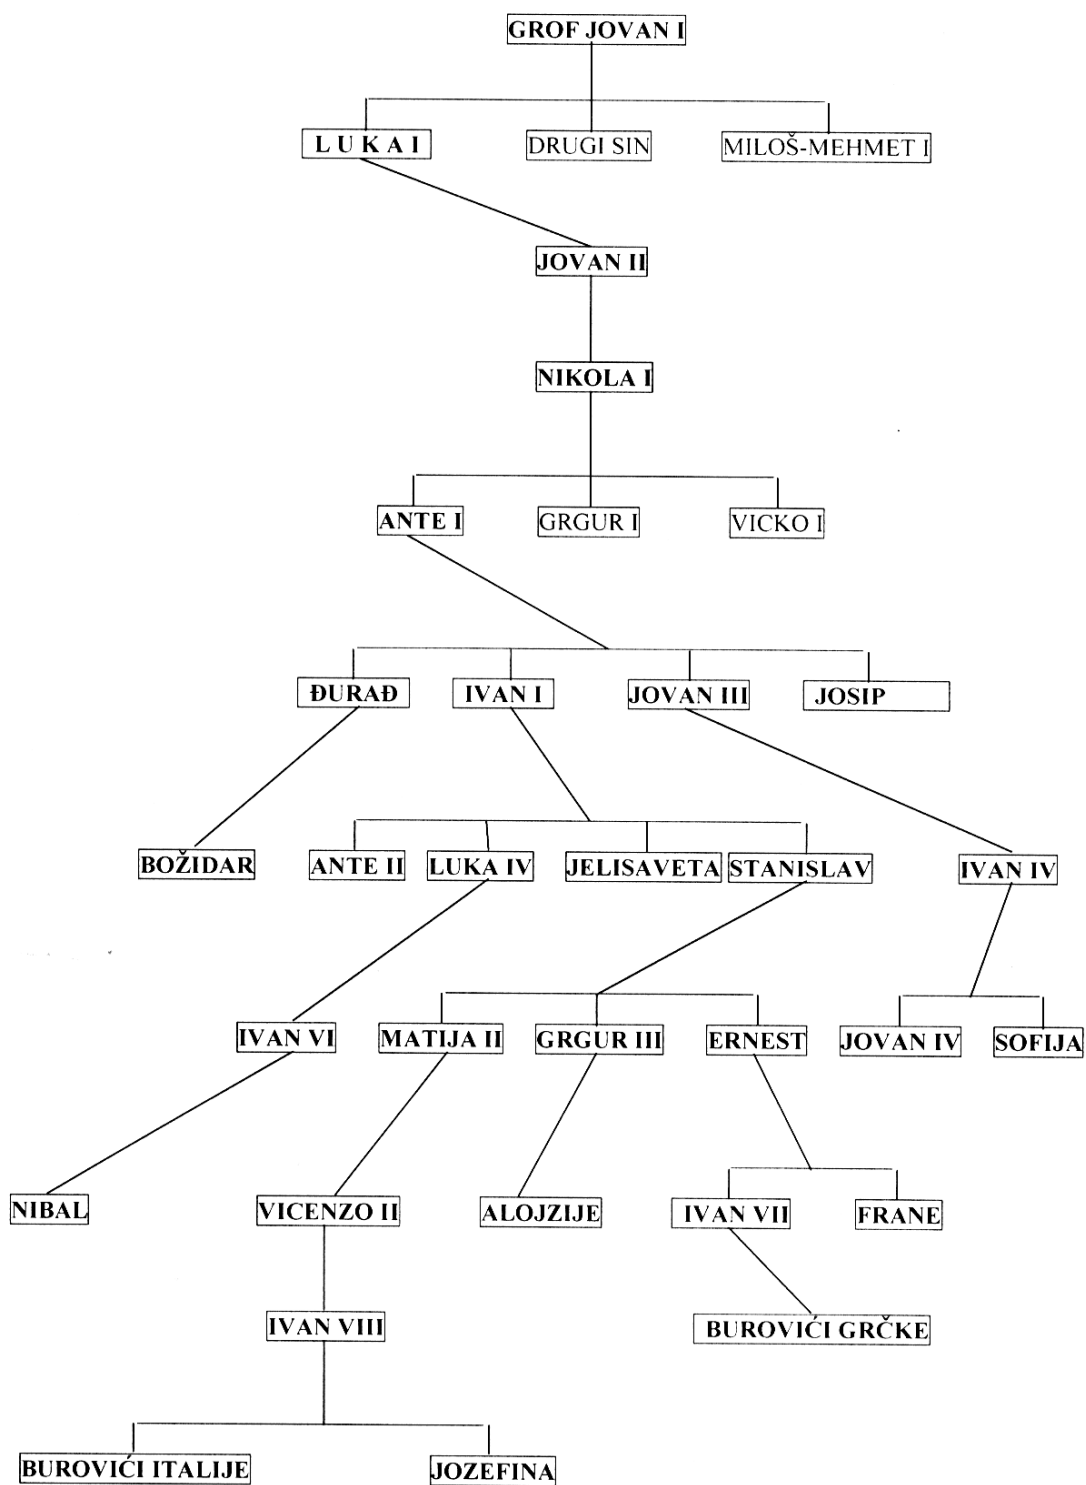 GROF JOVAN I
L U K A I DRUGI SIN MILOŠ-MEHMET I
JOVAN II
NIKOLA I
ANTE I GRGUR I VICKO I
ĐURAĐ IVAN I JOVAN III JOSIP
BOŽIDAR ANTE II LUKA IV JELISAVETA STANISLAV IVAN IV
IVAN VI MATIJA II GRGUR III ERNEST JOVAN IV SOFIJA
NIBAL VICENZO II ALOJZIJE IVAN VII FRANE
IVAN VIII BUROVIĆI GRČKE
BUROVIĆI ITALIJE JOZEFINA